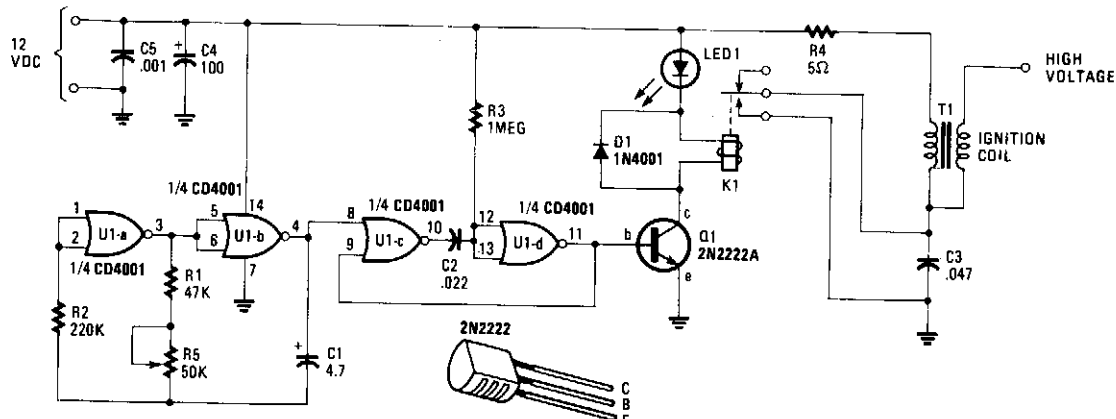 12
VDC
C5
.001
+
C4
100
R3
1MEG
LED1
R4
5Ω
HIGH
VOLTAGE
T1
IGNITION
COIL
D1
1N4001
K1
1/4 CD4001
1
2
U1-a
3
1/4 CD4001
14
5
6
U1-b
4
7
1/4 CD4001
8
9
U1-c
10
C2
.022
1/4 CD4001
12
13
U1-d
11
b
c
e
Q1
2N2222A
C3
.047
R1
47K
R2
220K
R5
50K
+
C1
4.7
2N2222
C
B
E